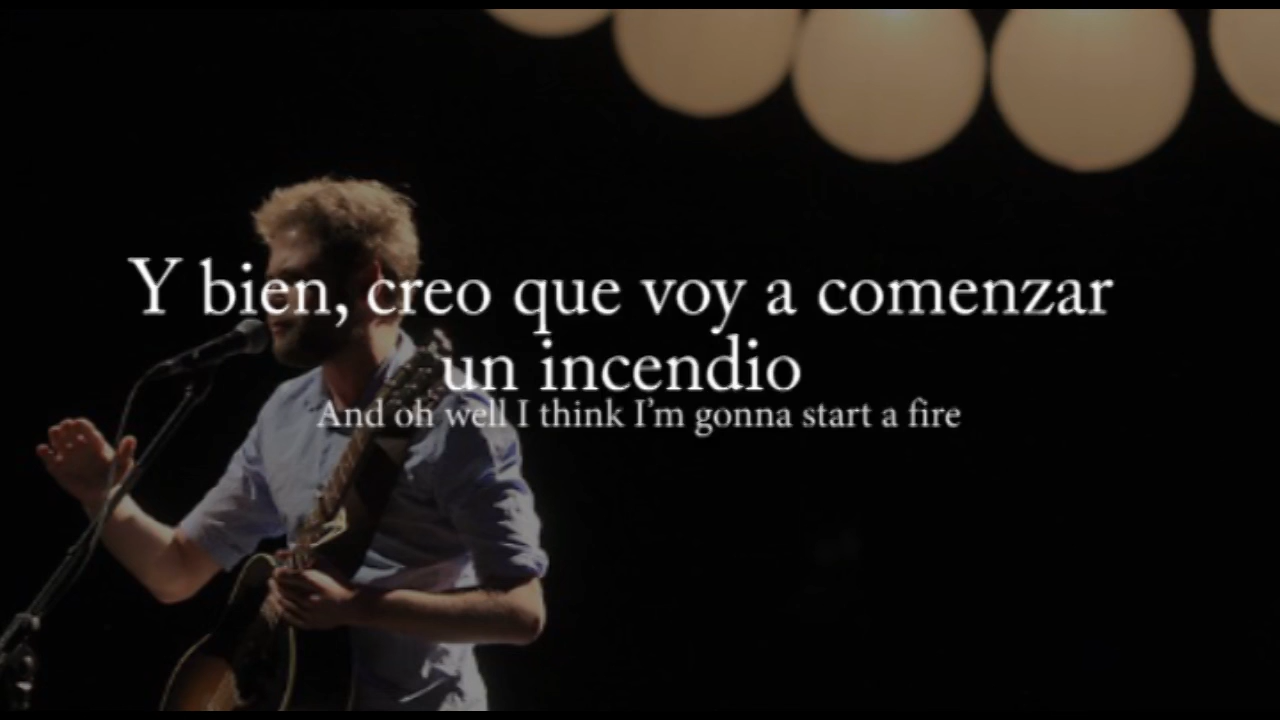 Y bien, creo que voy a comenzar
un incendio
And oh well I think I'm gonna start a fire